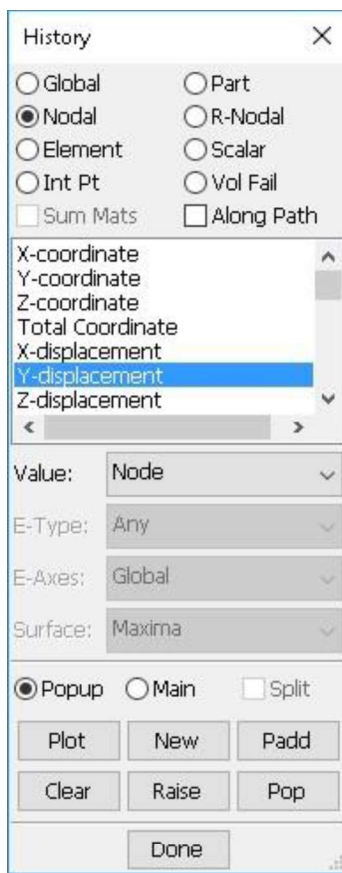 History
Global Part
Nodal R-Nodal
Element Scalar
Int Pt Vol Fail
Sum Mats Along Path
X-coordinate
Y-coordinate
Z-coordinate
Total Coordinate
X-displacement
Y-displacement
Z-displacement
Value: Node
E-Type: Any
E-Axes: Global
Surface: Maxima
Popup Main Split
Plot New Padd
Clear Raise Pop
Done